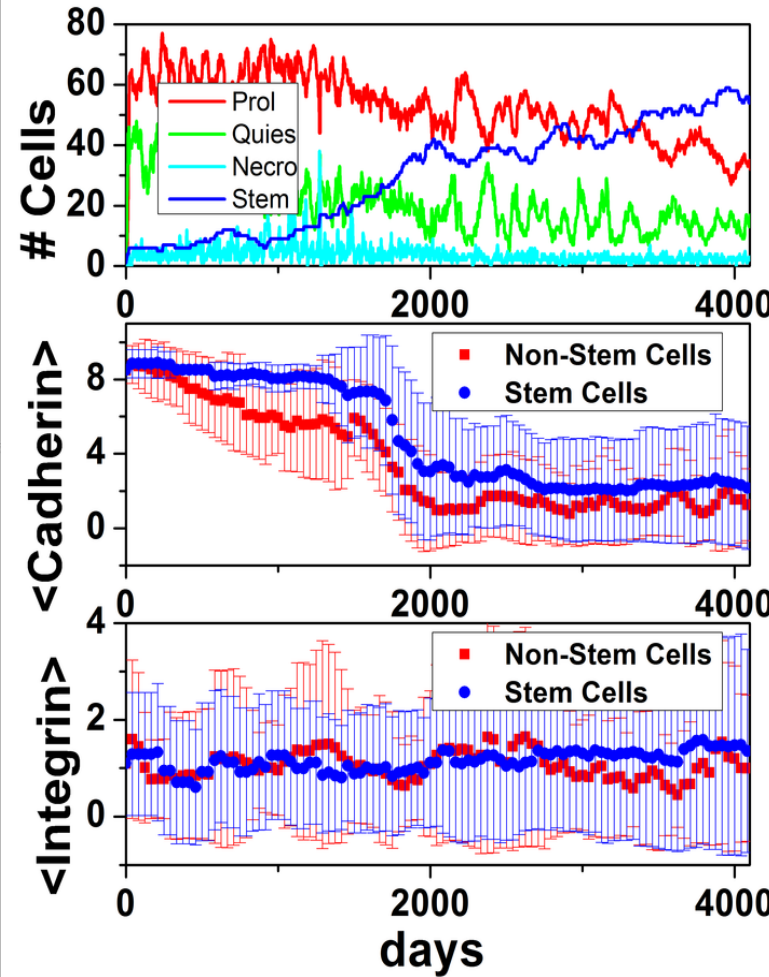 80
60
40
20
0
# Cells
Prol
Quies
Necro
Stem
0
2000
4000
8
4
0
<Cadherin>
Non-Stem Cells
Stem Cells
0
2000
4000
4
2
0
<Integrin>
Non-Stem Cells
Stem Cells
0
2000
4000
days